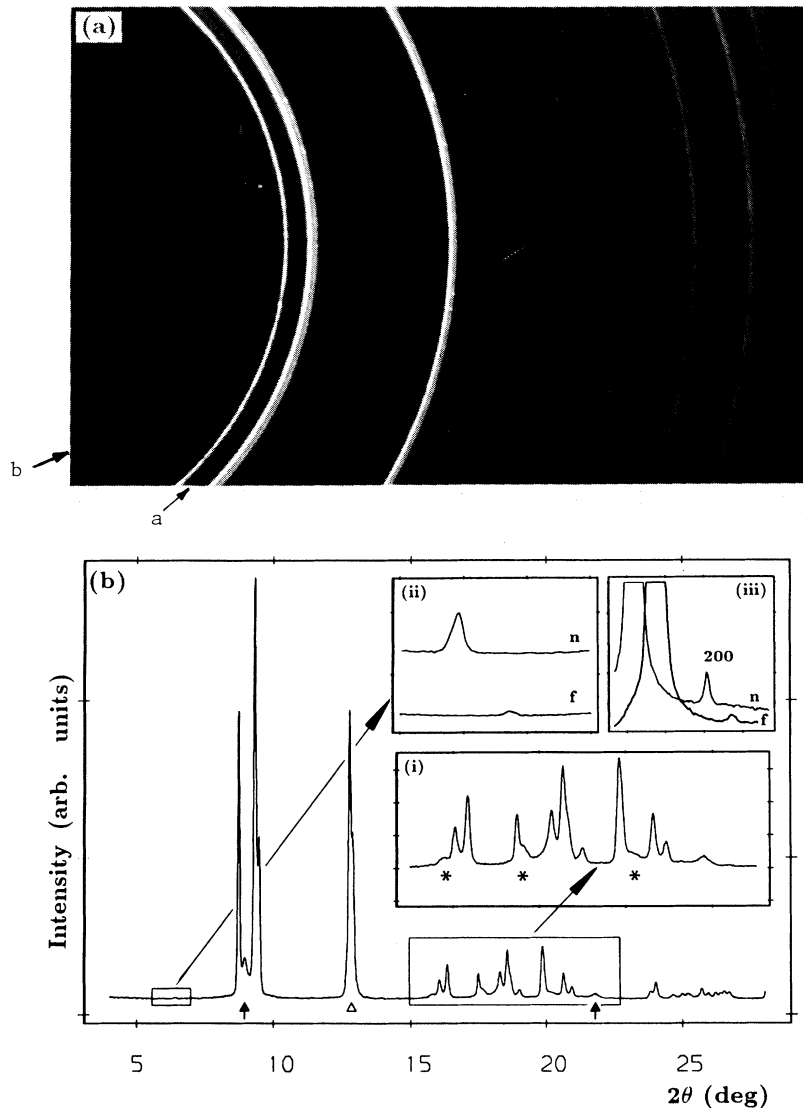 (a)
b
a
(b)
(ii)
n
f
(iii)
200
n
f
(i)
* * *
Intensity (arb. units)
5 10 15 20 25
2θ (deg)